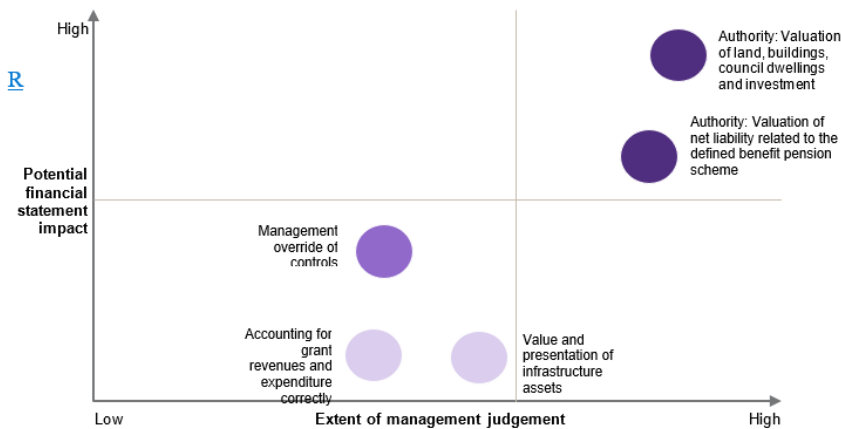 High
Authority: Valuation
of land, buildings,
council dwellings
and investment
R
Authority: Valuation of
net liability related to the
defined benefit pension
scheme
Potential
financial
statement
impact
Management
override of
controls
Accounting for
grant
revenues and
expenditure
correctly
Value and
presentation of
infrastructure
assets
Low
Extent of management judgement
High